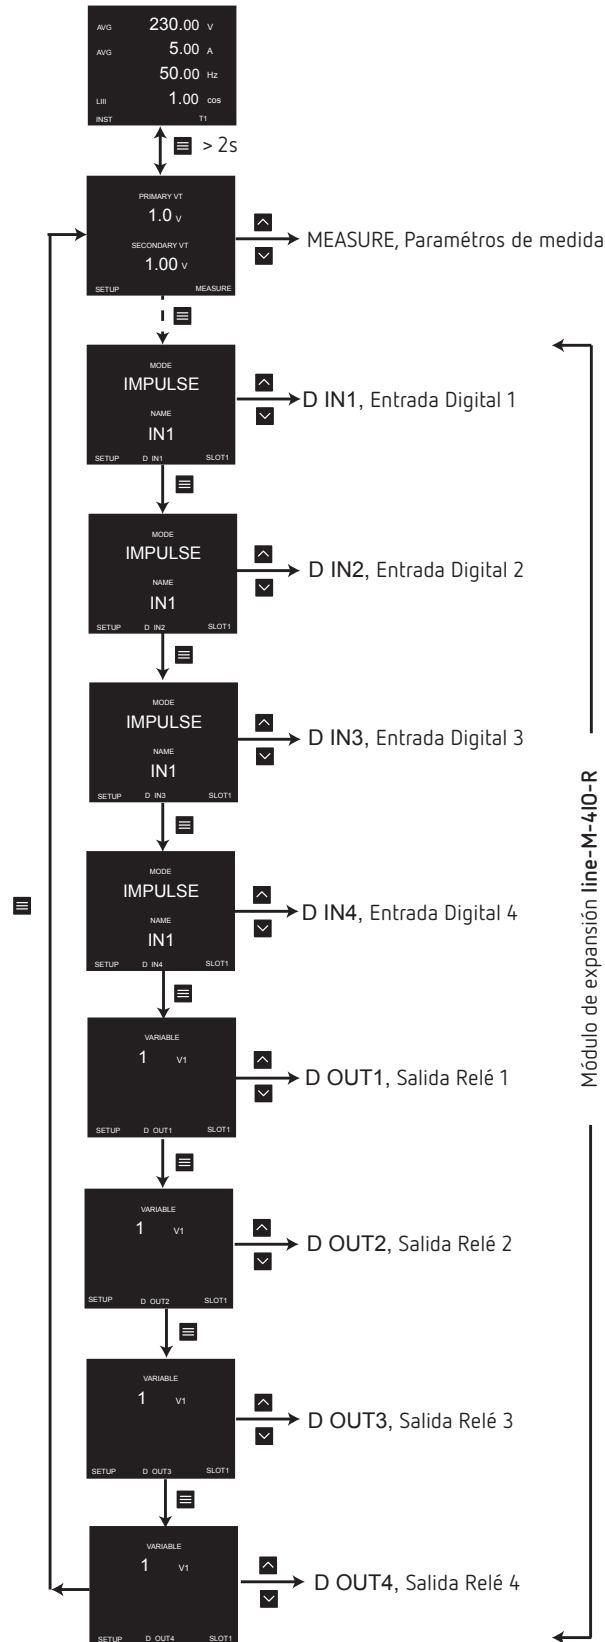 AVG 230.00 V
AVG 5.00 A
50.00 Hz
LIII 1.00 cos
INST T1
> 2s
PRIMARY VT
1.0 V
SECONDARY VT
1.00 V
SETUP MEASURE
MEASURE, Paramétros de medida
MODE
IMPULSE
NAME
IN1
SETUP D IN1 SLOT1
D IN1, Entrada Digital 1
MODE
IMPULSE
NAME
IN1
SETUP D IN2 SLOT1
D IN2, Entrada Digital 2
MODE
IMPULSE
NAME
IN1
SETUP D IN3 SLOT1
D IN3, Entrada Digital 3
MODE
IMPULSE
NAME
IN1
SETUP D IN4 SLOT1
D IN4, Entrada Digital 4
VARIABLE
1 V1
SETUP D OUT1 SLOT1
D OUT1, Salida Relé 1
VARIABLE
1 V1
SETUP D OUT2 SLOT1
D OUT2, Salida Relé 2
VARIABLE
1 V1
SETUP D OUT3 SLOT1
D OUT3, Salida Relé 3
VARIABLE
1 V1
SETUP D OUT4 SLOT1
D OUT4, Salida Relé 4
Módulo de expansión line-M-4IO-R